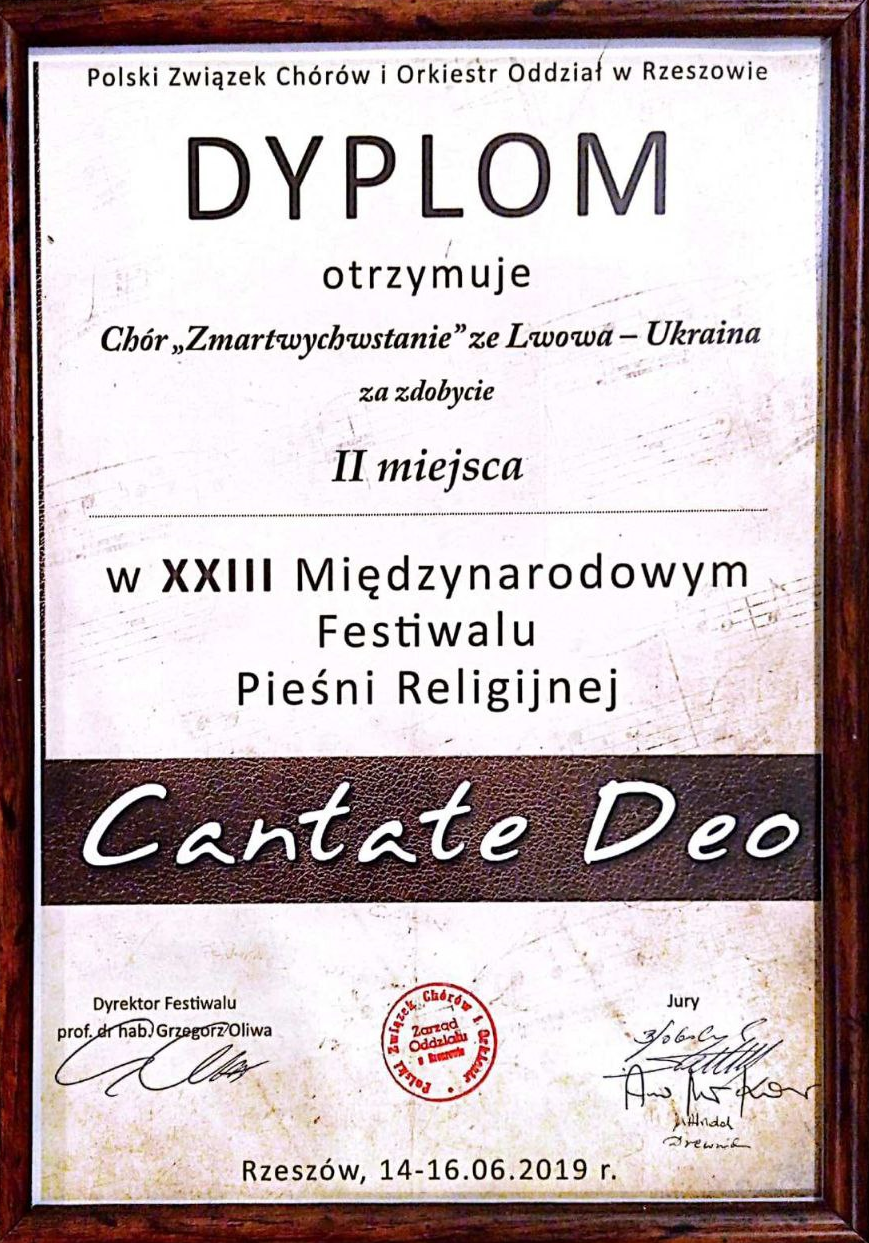 Polski Związek Chórów i Orkiestr Oddział w Rzeszowie
DYPLOM
otrzymuje
Chór „Zmartwychwstanie” ze Lwowa – Ukraina
za zdobycie
II miejsca
w XXIII Międzynarodowym
Festiwalu
Pieśni Religijnej
Cantate Deo
Dyrektor Festiwalu
prof. dr hab. Grzegorz Oliwa
Polski Związek Chórów i Orkiestr
Zarząd
Oddziału
w Rzeszowie
Jury
Rzeszów, 14-16.06.2019 r.